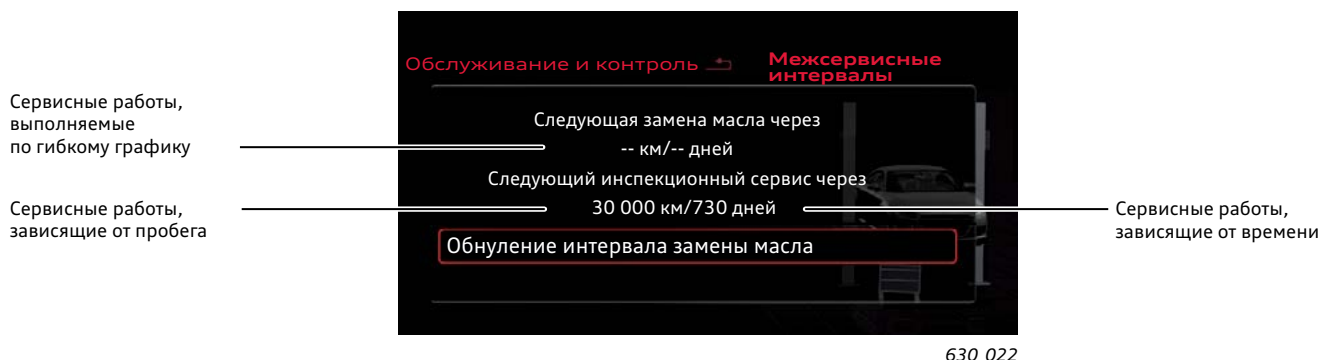 Обслуживание и контроль
Межсервисные
интервалы
Сервисные работы,
выполняемые
по гибкому графику
Следующая замена масла через
-- км/-- дней
Следующий инспекционный сервис через
Сервисные работы,
зависящие от пробега
30 000 км/730 дней
Сервисные работы,
зависящие от времени
Обнуление интервала замены масла
630_022